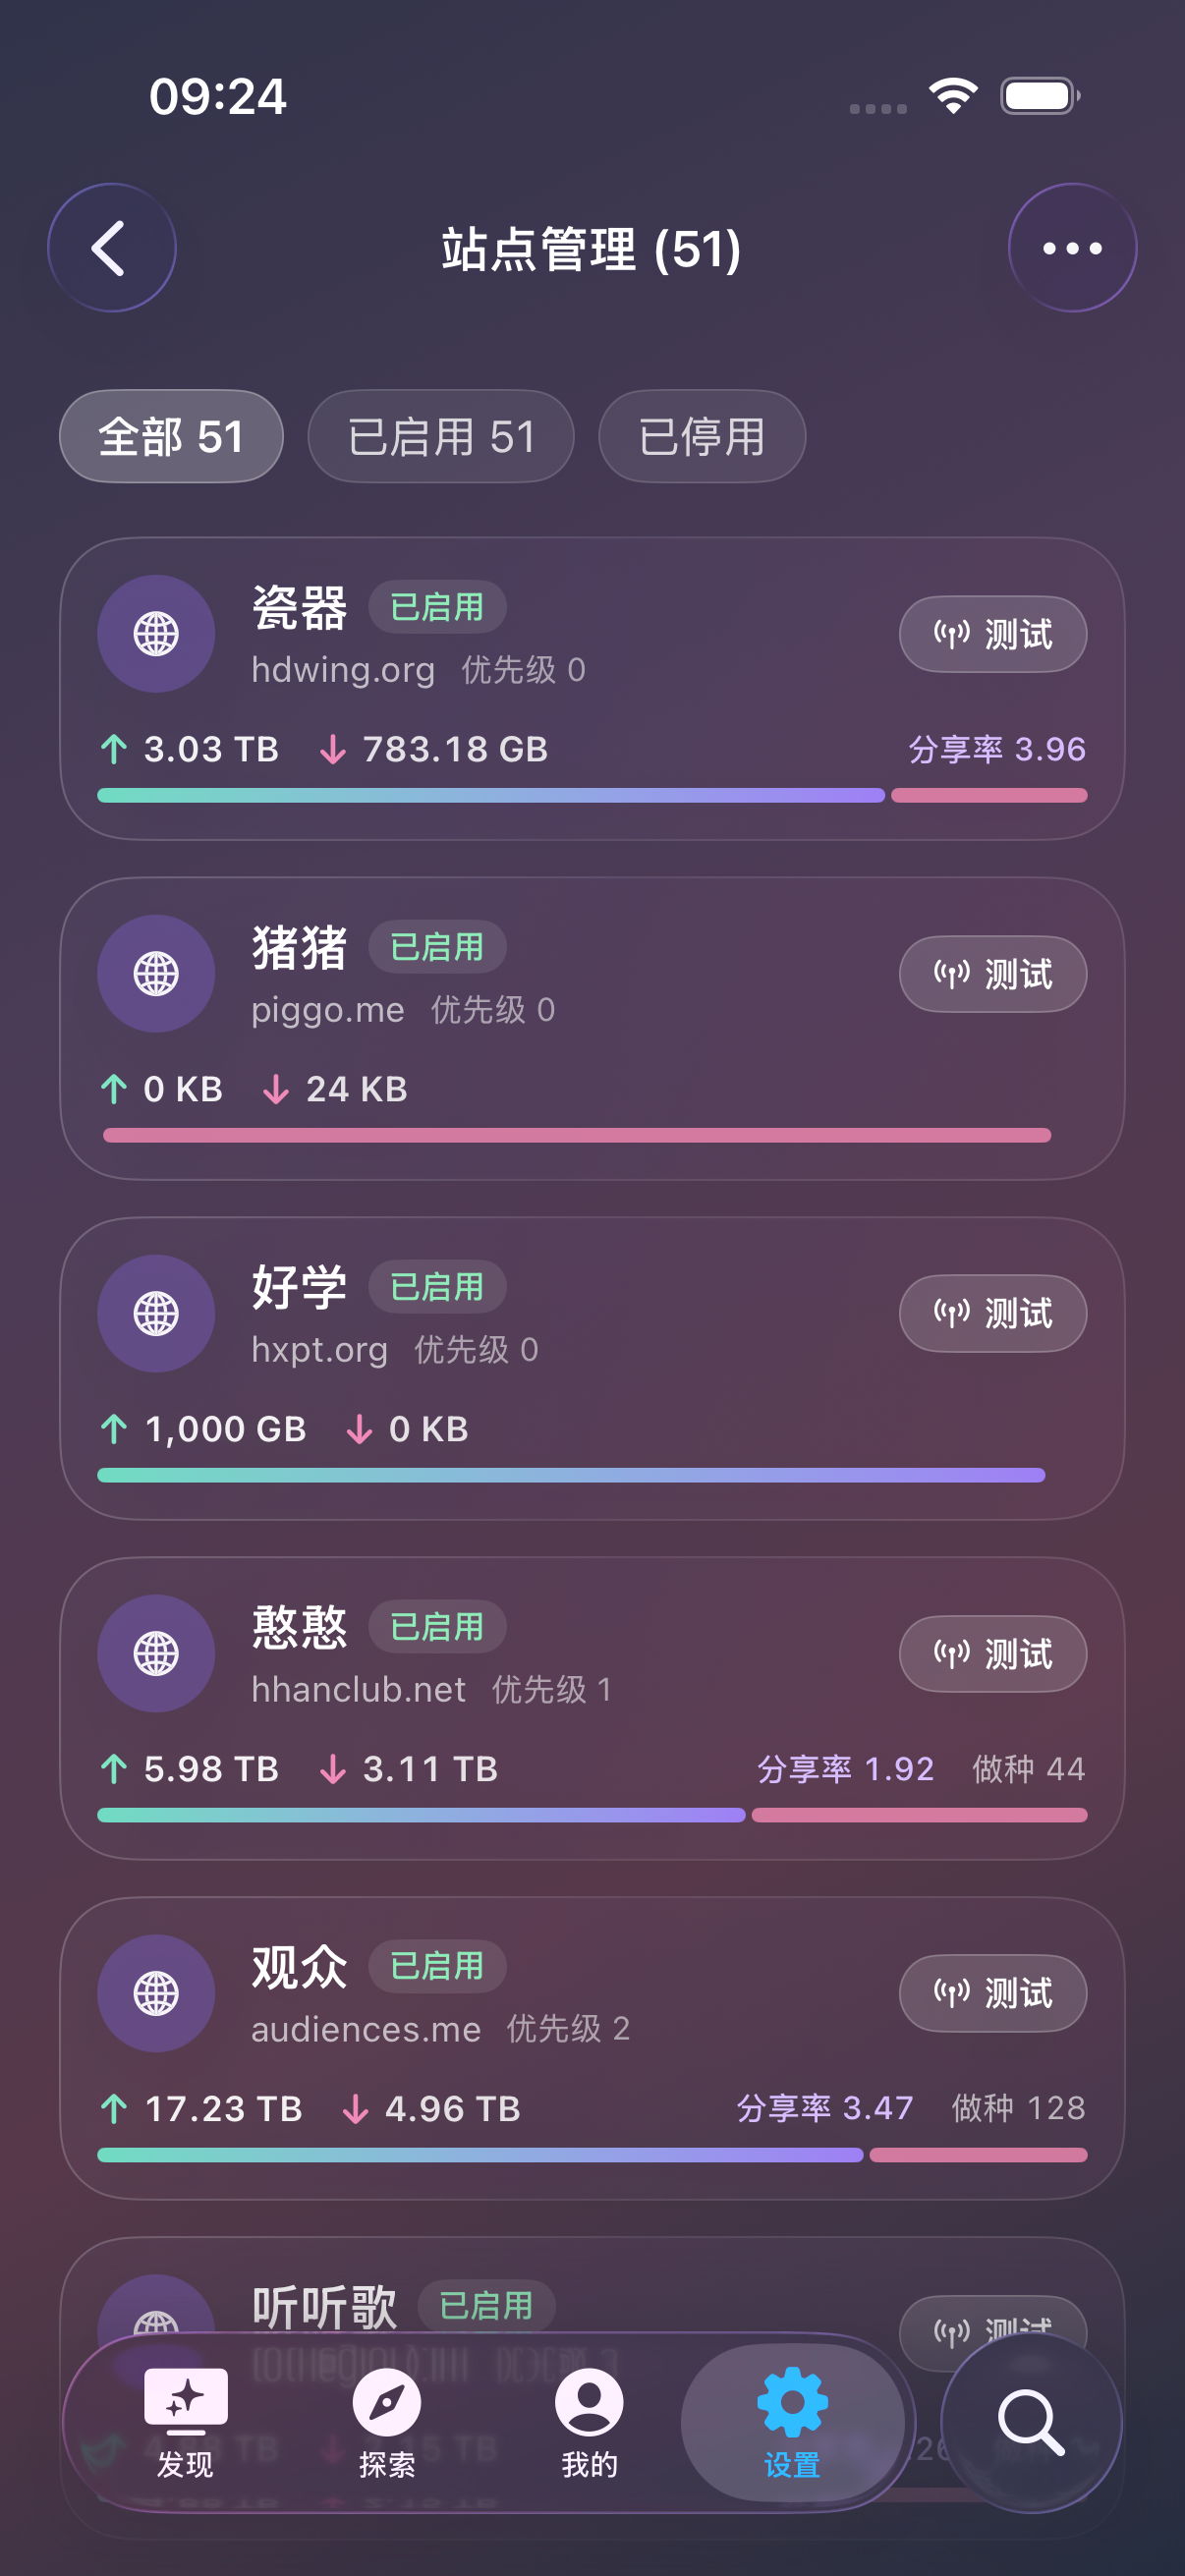 09:24
站点管理 (51)
全部 51 已启用 51 已停用
瓷器 已启用
hdwing.org 优先级 0
测试
3.03 TB 783.18 GB 分享率 3.96
猪猪 已启用
piggo.me 优先级 0
测试
0 KB 24 KB
好学 已启用
hxpt.org 优先级 0
测试
1,000 GB 0 KB
憨憨 已启用
hhanclub.net 优先级 1
测试
5.98 TB 3.11 TB 分享率 1.92 做种 44
观众 已启用
audiences.me 优先级 2
测试
17.23 TB 4.96 TB 分享率 3.47 做种 128
听听歌 已启用
测试
发现 探索 我的 设置